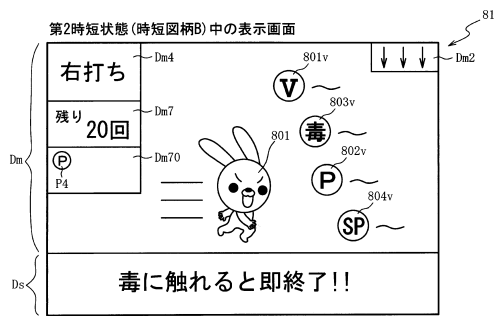 第2時短状態(時短図柄B)中の表示画面
81
右打ち
Dm4
801v
V
Dm2
残り
20回
Dm7
803v
毒
Dm
P
P4
Dm70
801
802v
P
804v
SP
Ds
毒に触れると即終了!!